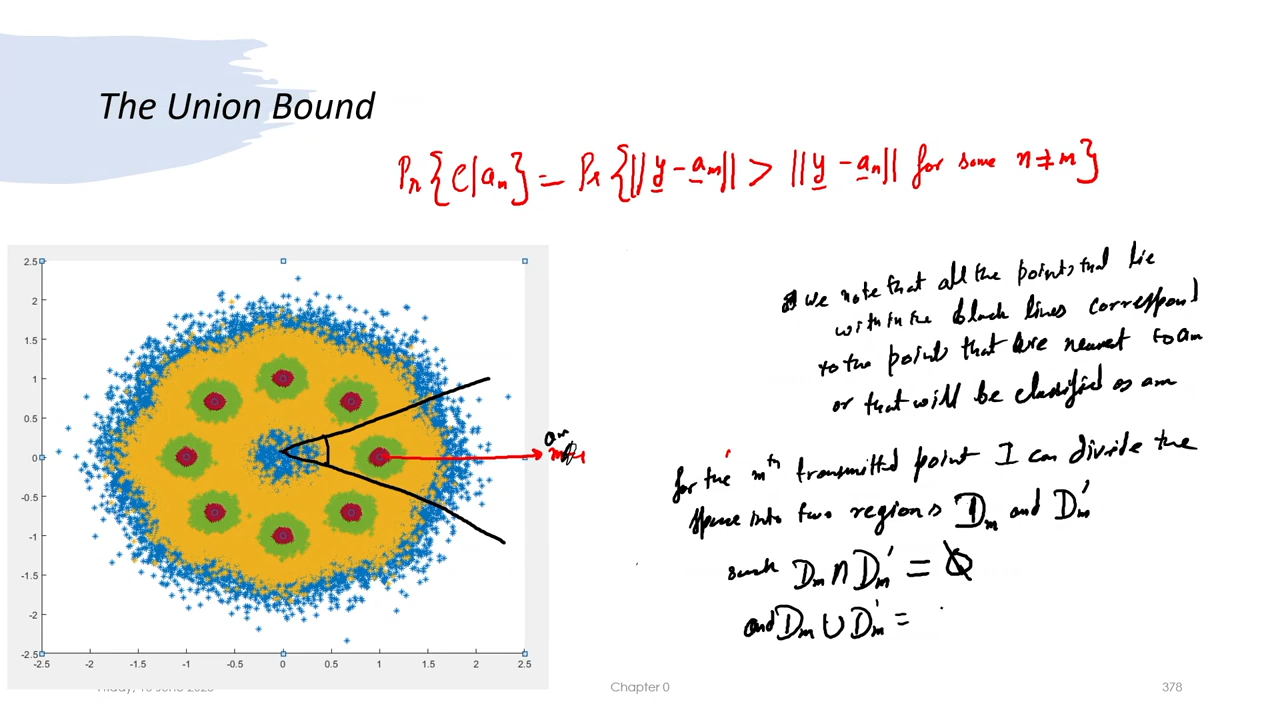 The Union Bound
Pr{e|am} = Pr{||y - am|| > ||y - an|| for some n ≠ m}
we note that all the points that lie
within the black lines correspond
to the points that are nearest to am
or that will be classified as am
for the mth transmitted point I can divide the
space into two regions Dm and Dm'
such Dm ∩ Dm' = ϕ
and Dm ∪ Dm' =
am
2.5
2
1.5
1
0.5
0
-0.5
-1
-1.5
-2
-2.5
-2.5 -2 -1.5 -1 -0.5 0 0.5 1 1.5 2 2.5
Chapter 0
378